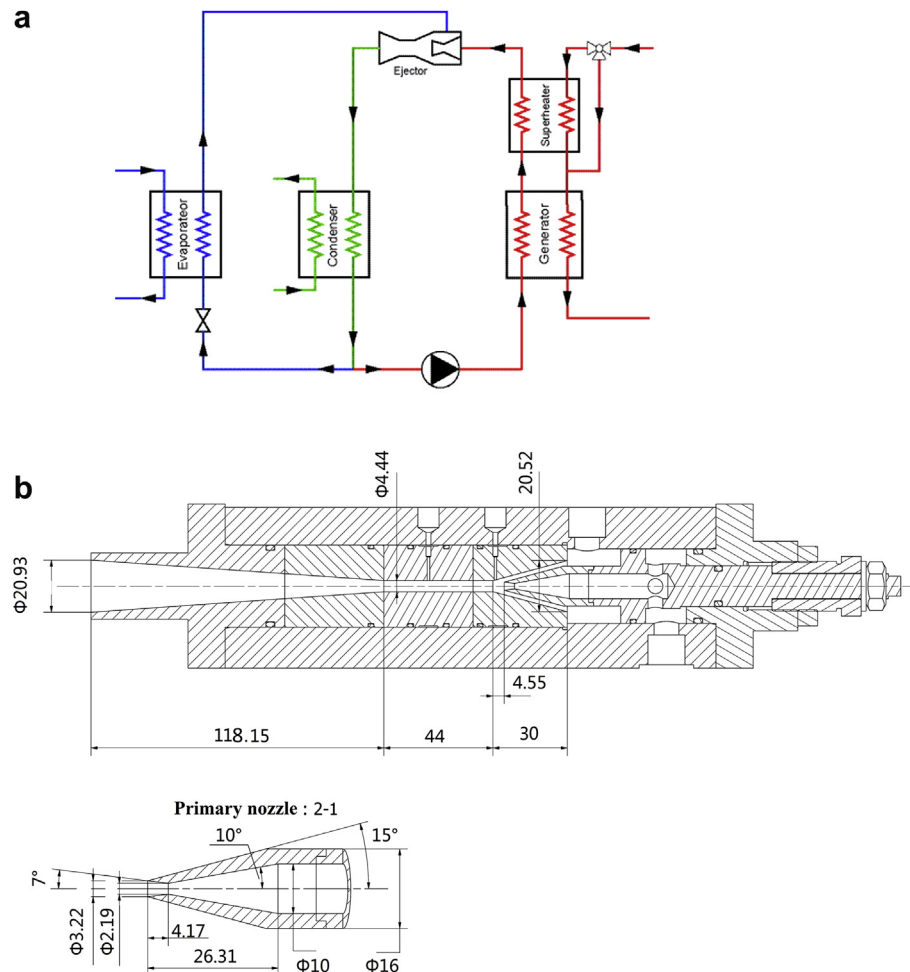 a
Ejector
Superheater
Evaporateor
Condenser
Generator
b
Φ4.44
20.52
Φ20.93
4.55
118.15
44
30
Primary nozzle : 2-1
10°
15°
7°
Φ3.22
Φ2.19
4.17
26.31
Φ10
Φ16